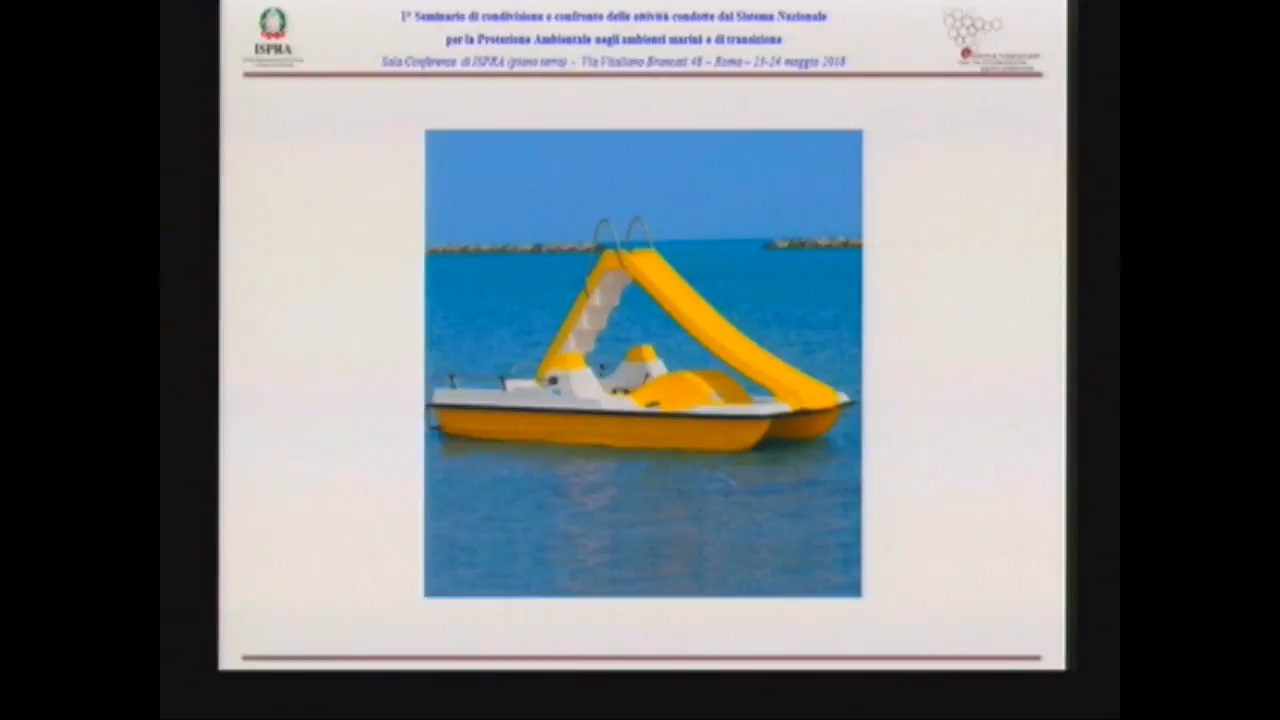 ISPRA
1° Seminario di condivisione e confronto delle attività condotte dal Sistema Nazionale
per la Protezione Ambientale negli ambienti marini e di transizione
Sala Conferenze di ISPRA (piano terra) - Via Vitaliano Brancati 48 – Roma – 23-24 maggio 2018